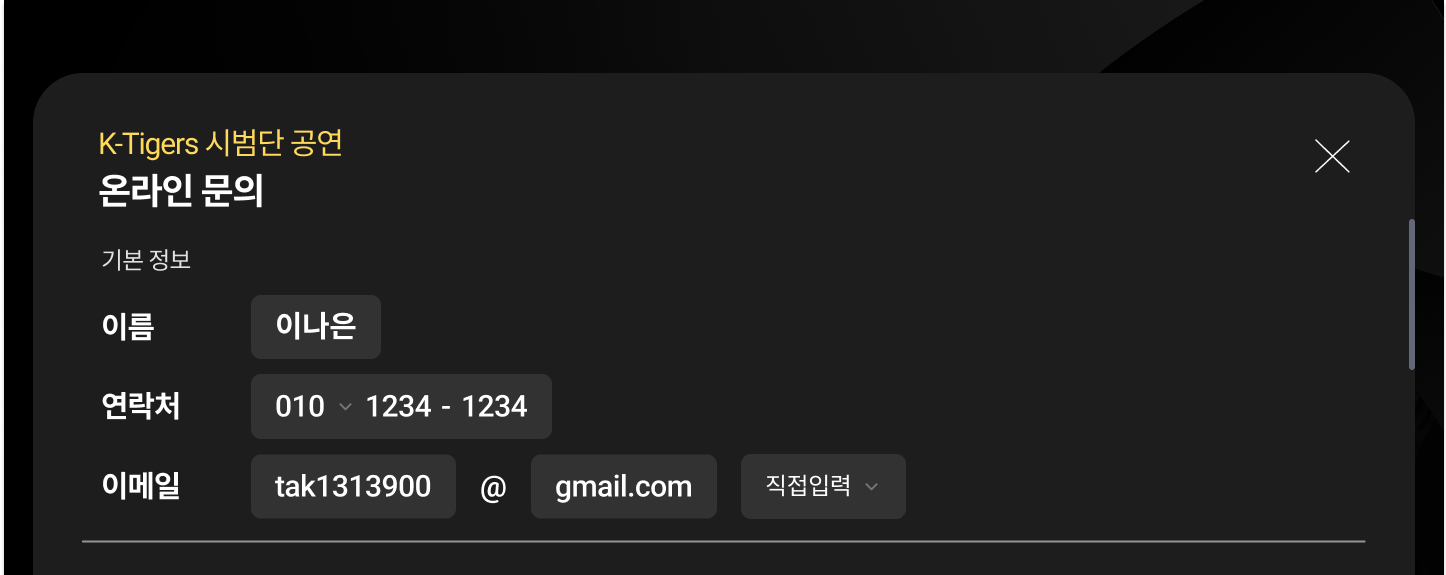 K-Tigers 시범단 공연
온라인 문의
기본 정보
이름 이나은
연락처 010 1234 - 1234
이메일 tak1313900 @ gmail.com 직접입력